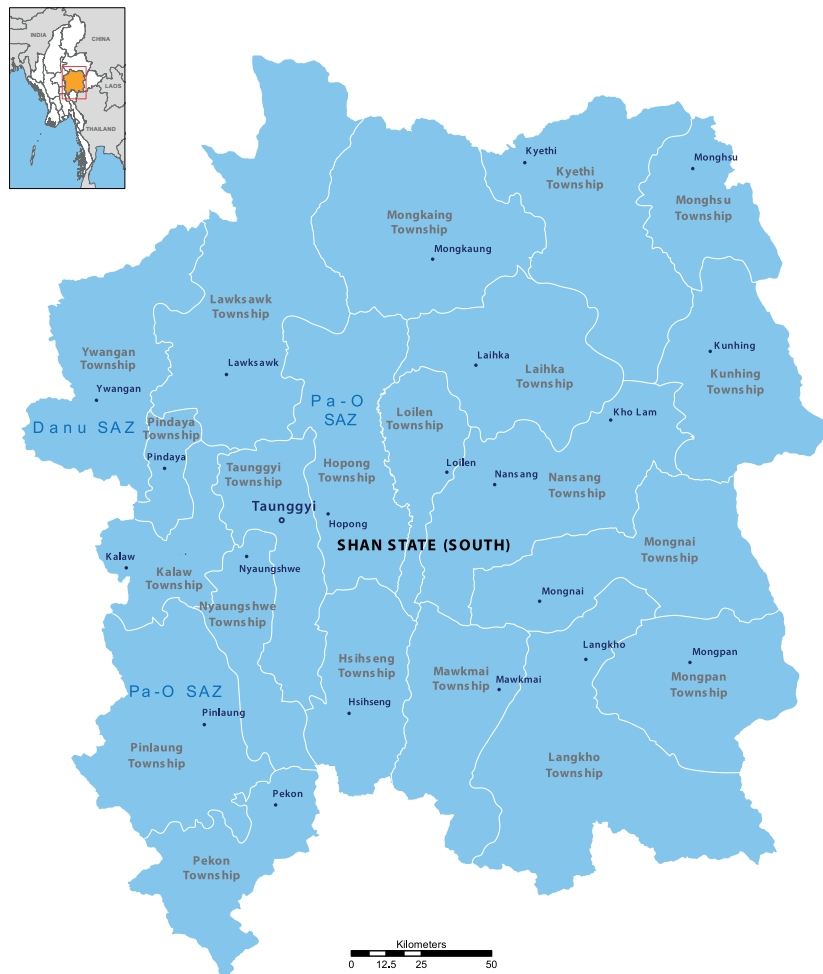 INDIA
CHINA
LAOS
THAILAND
Kyethi
Kyethi
Township
Monghsu
Monghsu
Township
Mongkaing
Township
Mongkaung
Lawksawk
Township
Lawksawk
Ywangan
Township
Ywangan
Danu SAZ
Pindaya
Township
Pindaya
Pa-O
SAZ
Laihka
Laihka
Township
Kunhing
Kunhing
Township
Loilen
Township
Loilen
Kho Lam
Taunggyi
Township
Taunggyi
Hopong
Township
Hopong
Nansang
Nansang
Township
SHAN STATE (SOUTH)
Mongnai
Township
Mongnai
Kalaw
Kalaw
Township
Nyaungshwe
Nyaungshwe
Township
Hsihseng
Township
Hsihseng
Mawkmai
Township
Mawkmai
Langkho
Mongpan
Mongpan
Township
Pa-O SAZ
Pinlaung
Pinlaung
Township
Langkho
Township
Pekon
Pekon
Township
Kilometers
0 12.5 25 50